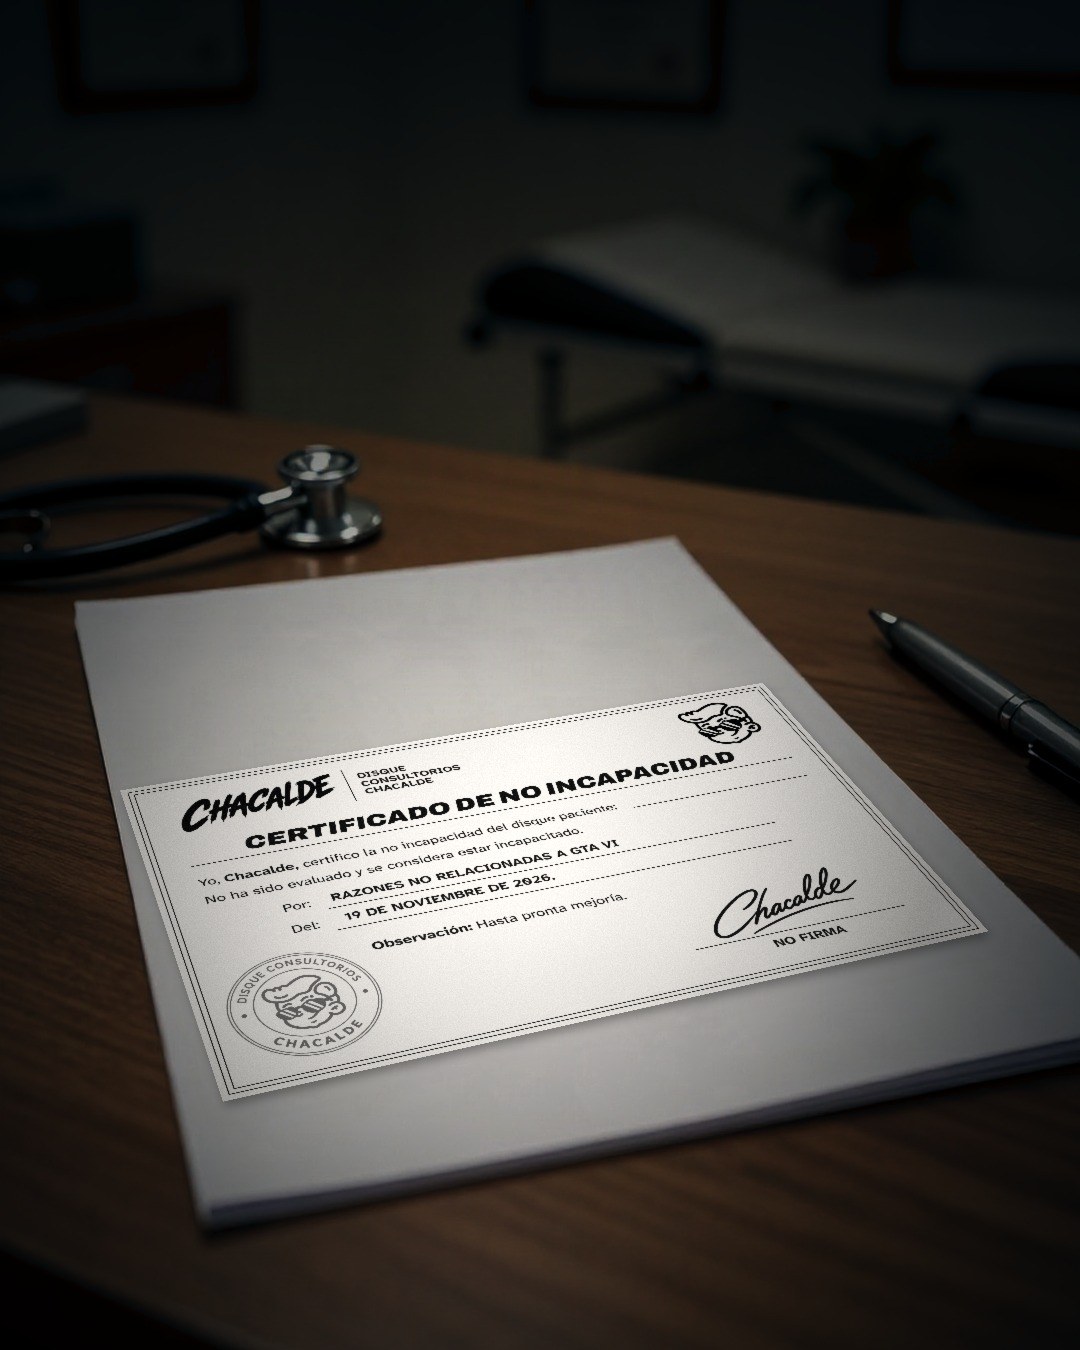 CHACALDE
DISQUE
CONSULTORIOS
CHACALDE
CERTIFICADO DE NO INCAPACIDAD
Yo, Chacalde, certifico la no incapacidad del disque paciente:
No ha sido evaluado y se considera estar incapacitado.
Por: RAZONES NO RELACIONADAS A GTA VI
Del: 19 DE NOVIEMBRE DE 2026.
Observación: Hasta pronta mejoría.
Chacalde
NO FIRMA
DISQUE CONSULTORIOS
CHACALDE